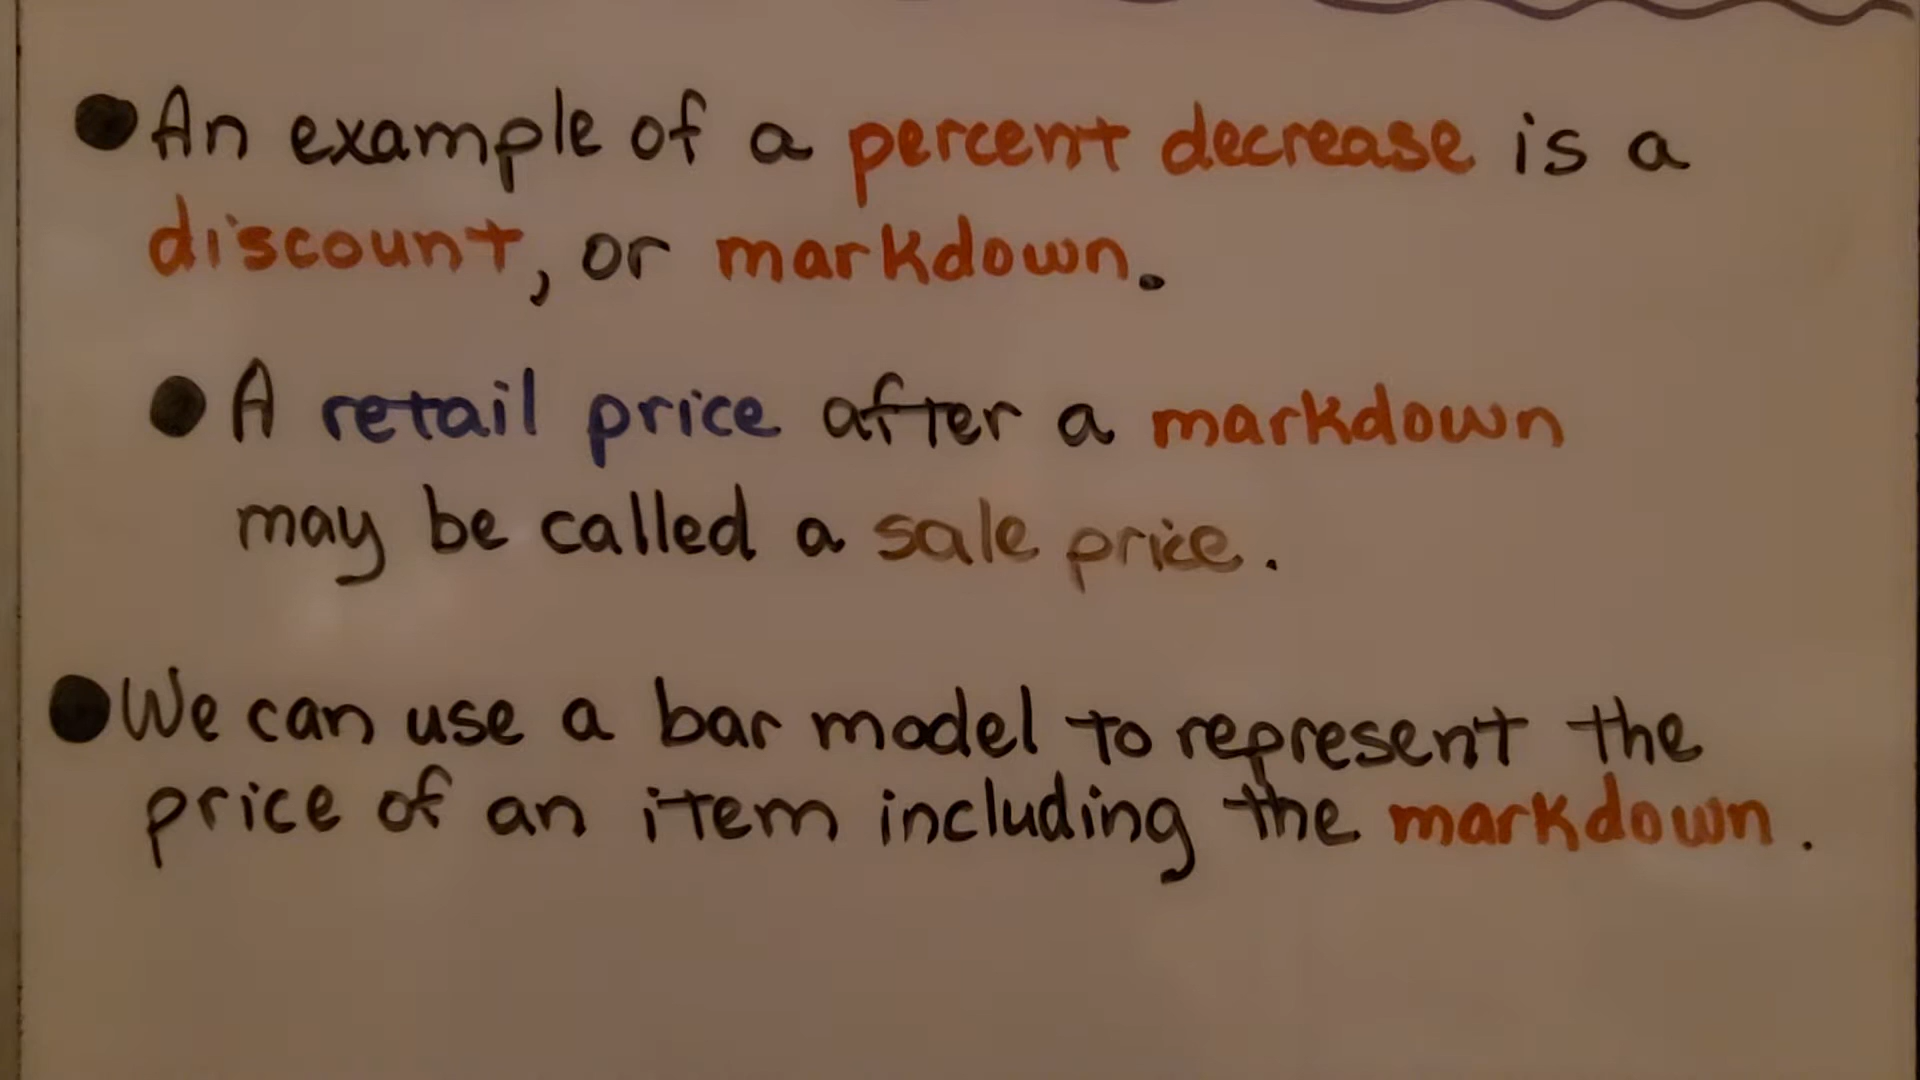 ● An example of a percent decrease is a
discount, or markdown.
● A retail price after a markdown
may be called a sale price.
● We can use a bar model to represent the
price of an item including the markdown.